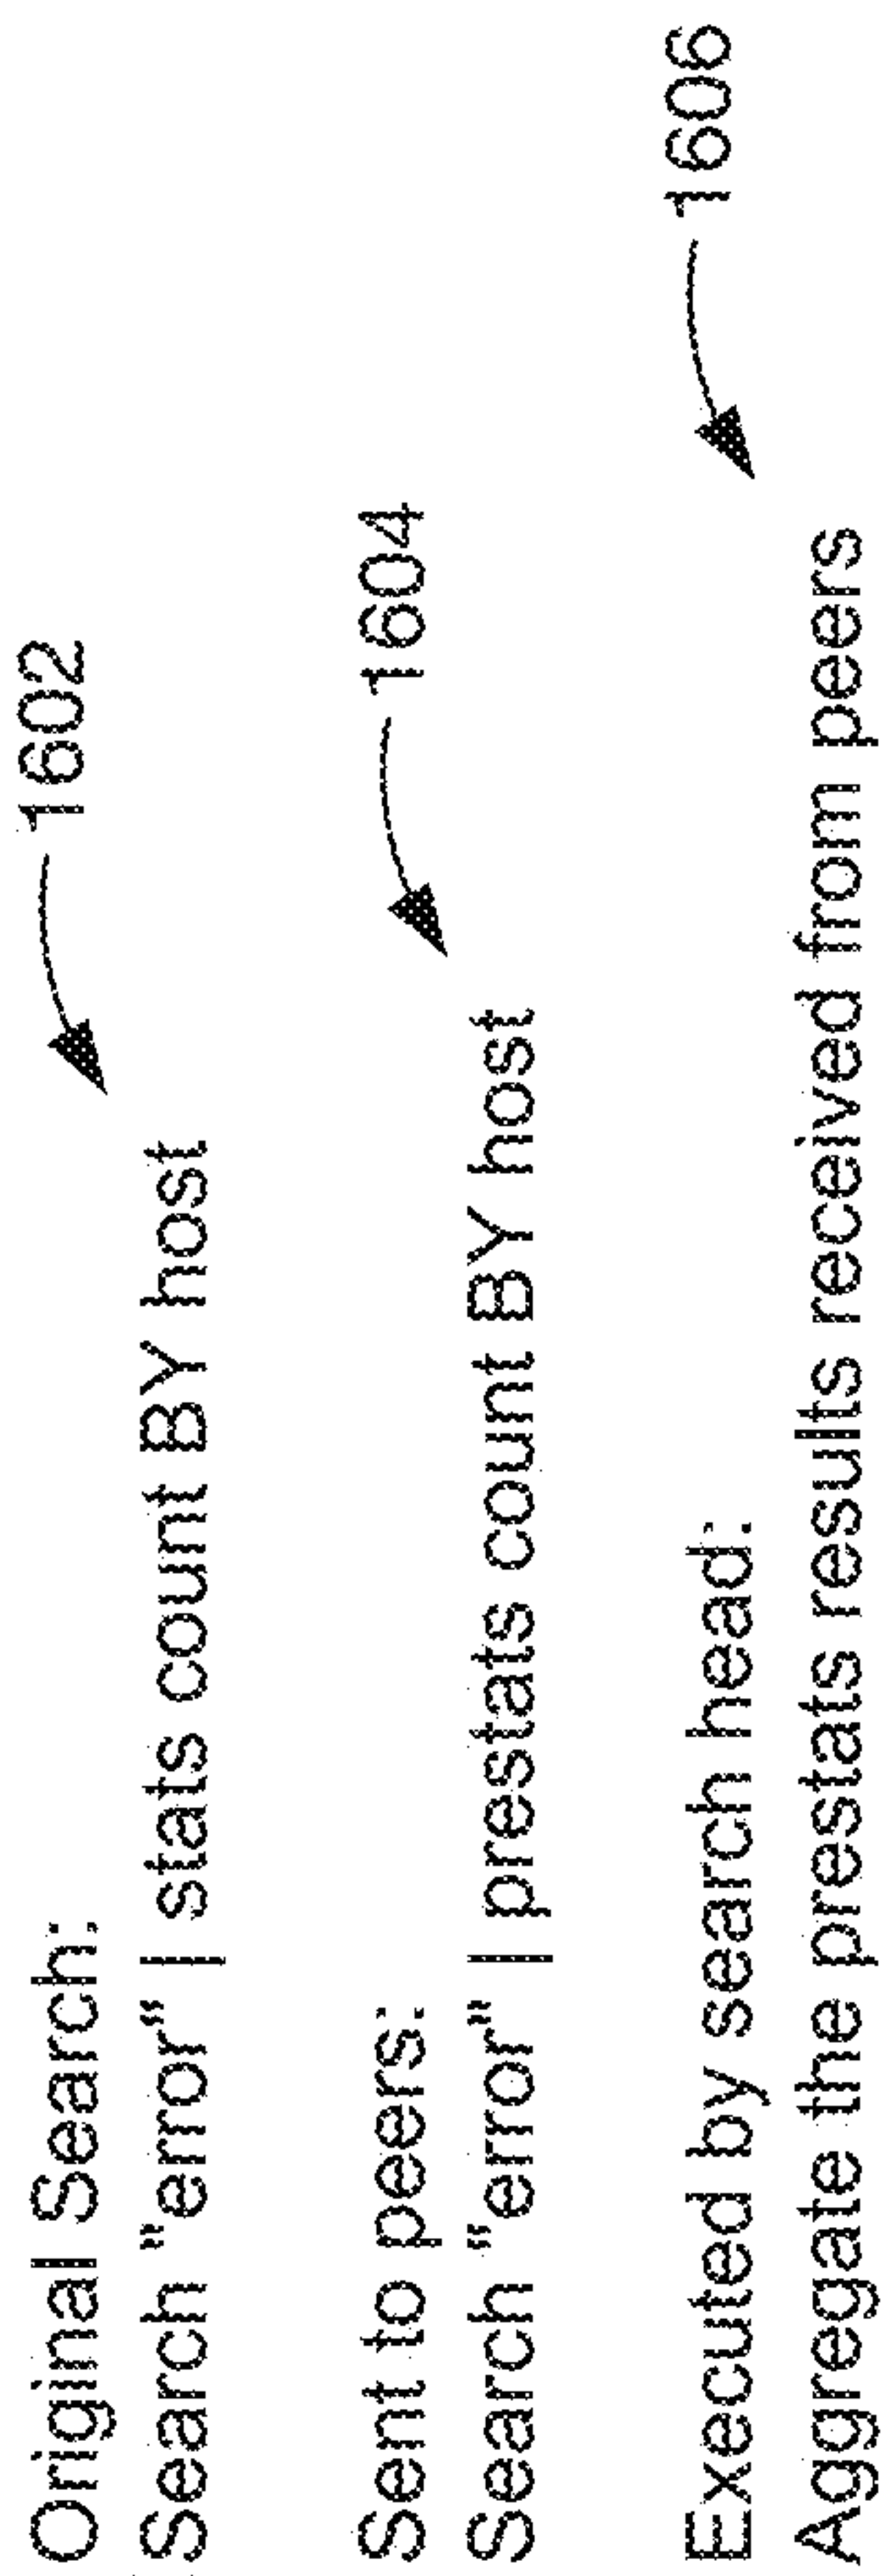 Original Search: 1602
Search "error" | stats count BY host
Sent to peers: 1604
Search "error" | prestats count BY host
Executed by search head: 1606
Aggregate the prestats results received from peers